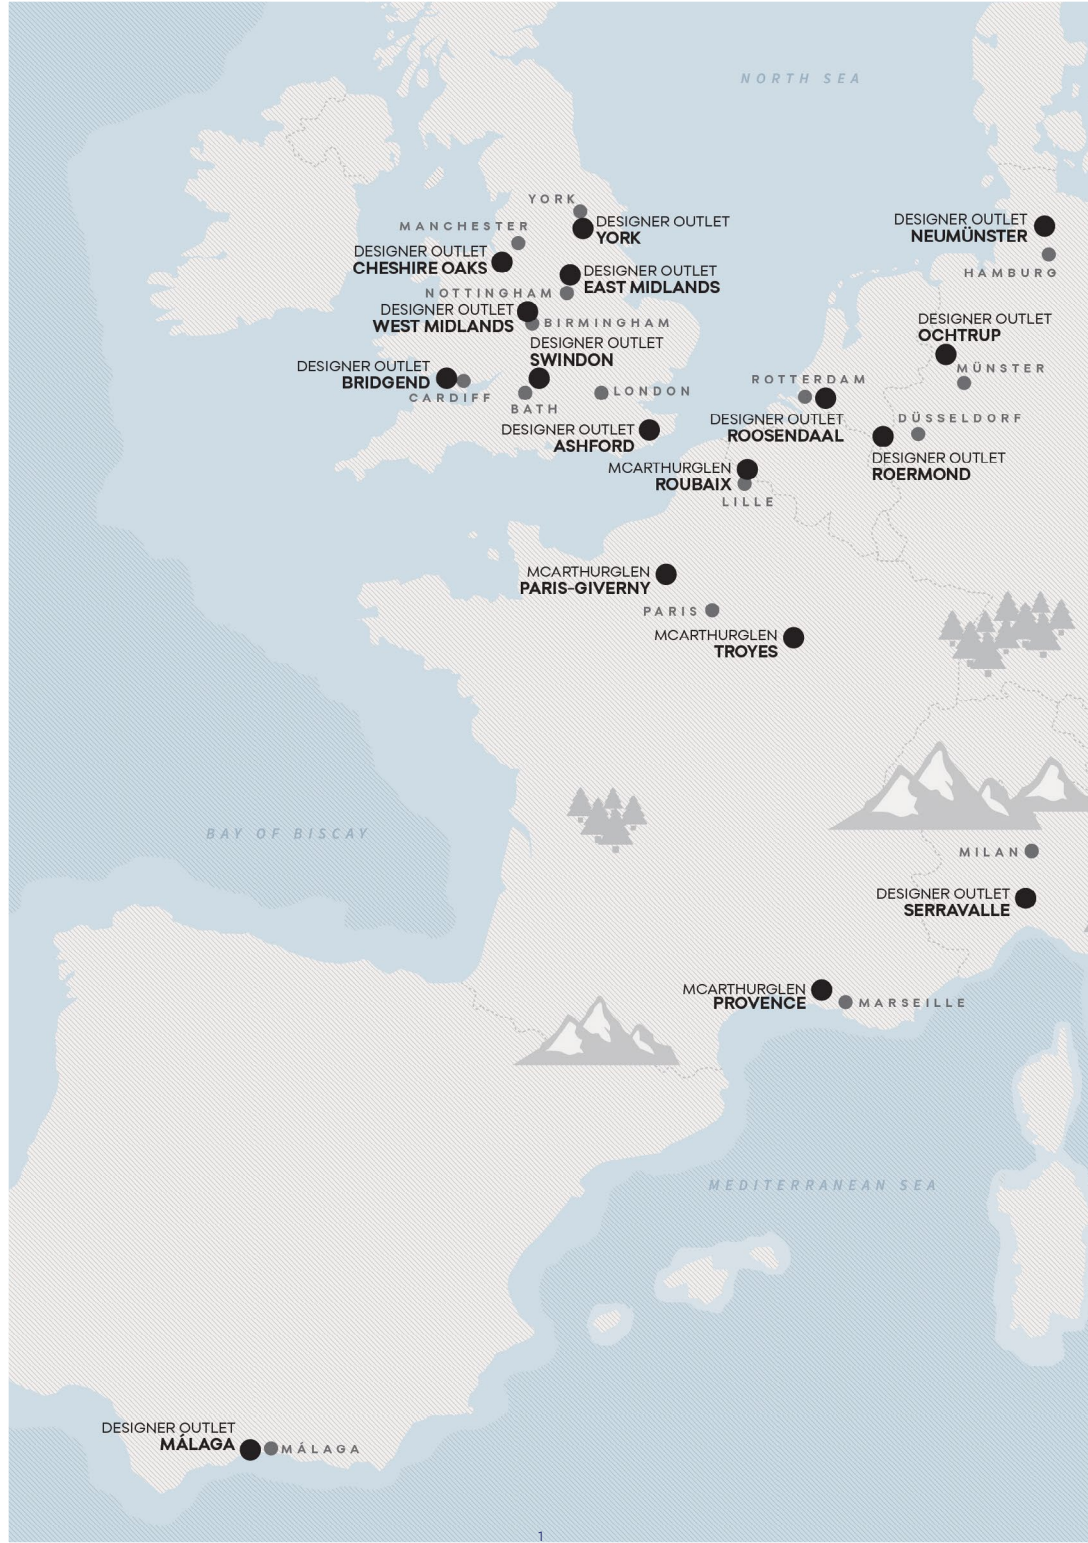 NORTH SEA
YORK
DESIGNER OUTLET
YORK
MANCHESTER
DESIGNER OUTLET
CHESHIRE OAKS
DESIGNER OUTLET
EAST MIDLANDS
NOTTINGHAM
DESIGNER OUTLET
WEST MIDLANDS
BIRMINGHAM
DESIGNER OUTLET
SWINDON
DESIGNER OUTLET
BRIDGEND
CARDIFF
BATH
LONDON
DESIGNER OUTLET
ASHFORD
DESIGNER OUTLET
NEUMÜNSTER
HAMBURG
DESIGNER OUTLET
OCHTRUP
MÜNSTER
ROTTERDAM
DESIGNER OUTLET
ROOSENDAAL
DÜSSELDORF
DESIGNER OUTLET
ROERMOND
MCARTHURGLEN
ROUBAIX
LILLE
MCARTHURGLEN
PARIS-GIVERNY
PARIS
MCARTHURGLEN
TROYES
BAY OF BISCAY
MILAN
DESIGNER OUTLET
SERRAVALLE
MCARTHURGLEN
PROVENCE
MARSEILLE
MEDITERRANEAN SEA
DESIGNER OUTLET
MÁLAGA
MÁLAGA
1